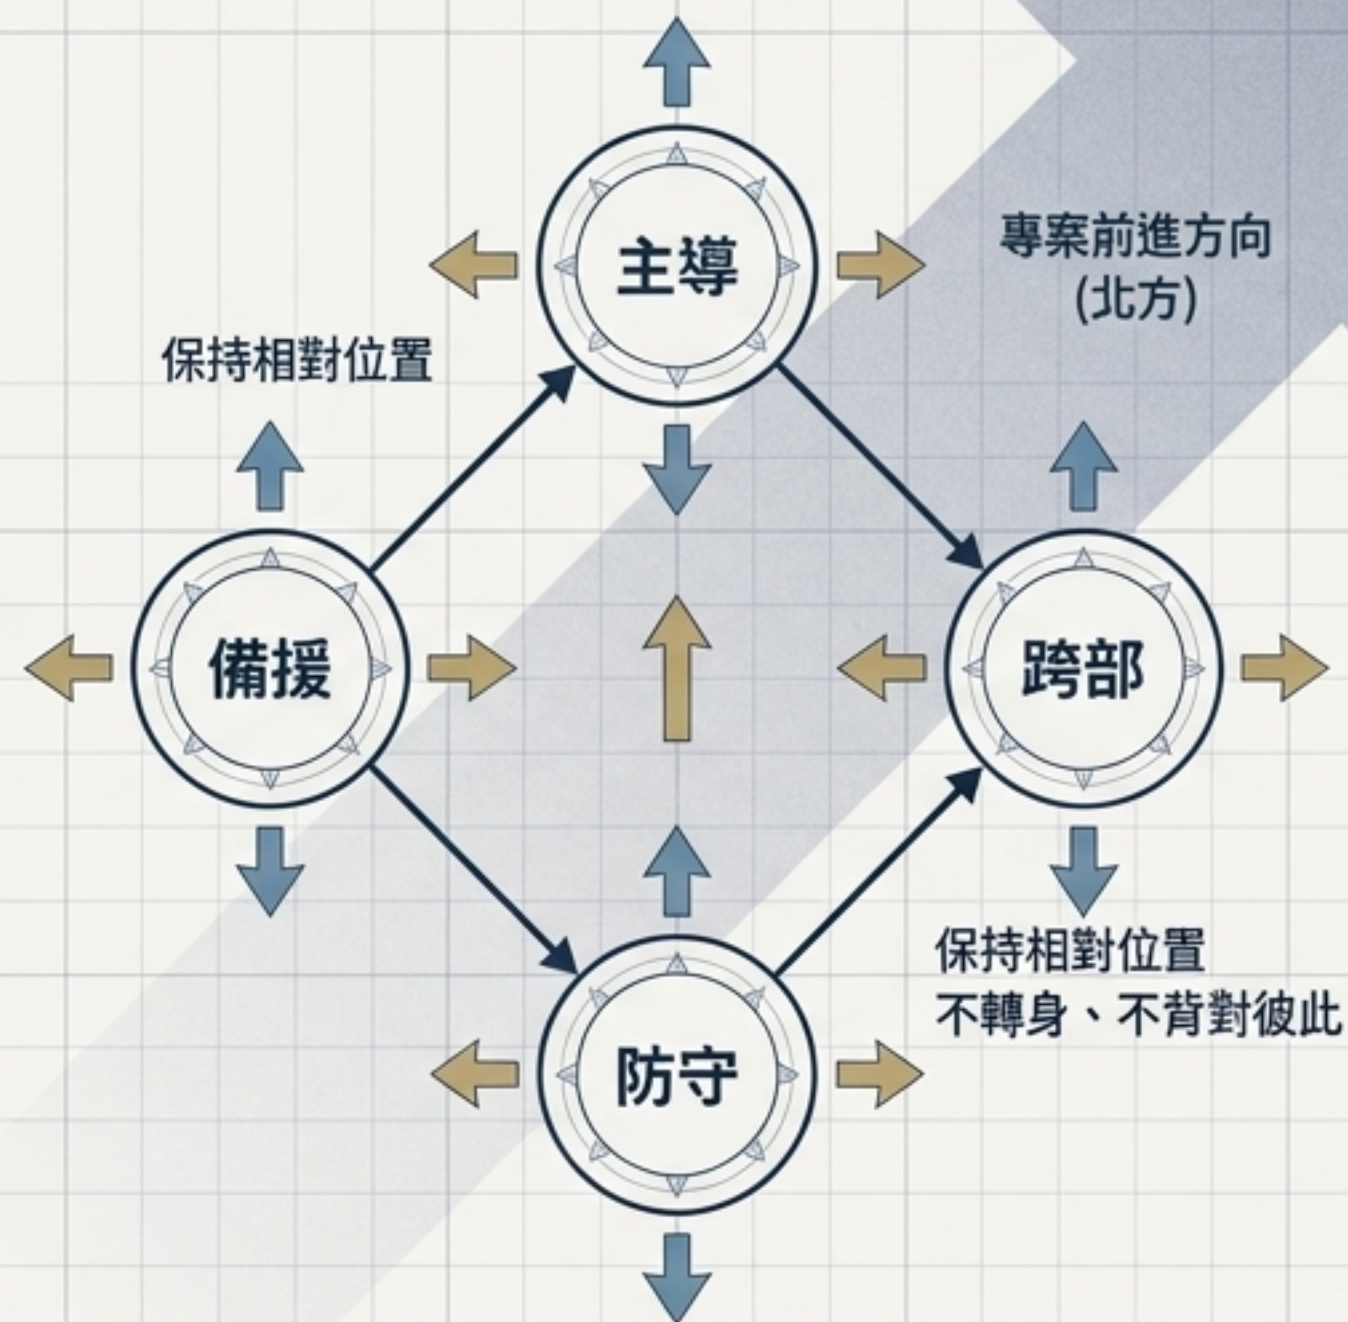 主導
專案前進方向
(北方)
保持相對位置
備援
跨部
保持相對位置
不轉身、不背對彼此
防守